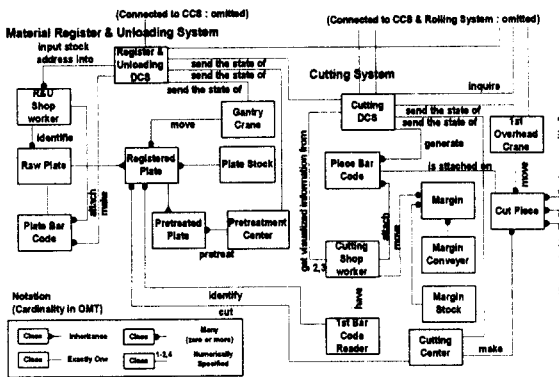 (Connected to CCS : omitted)
(Connected to CCS & Rolling System : omitted)
Material Register & Unloading System
input stock
address into
Register &
Unloading
DCS
send the state of
send the state of
send the state of
Cutting System
inquire
R&U
Shop
worker
move
Gantry
Crane
Cutting
DCS
send the state of
send the state of
1st
Overhead
Crane
identifie
generate
Raw Plate
Registered
Plate
Plate Stock
Piece Bar
Code
is attached on
move
attach
make
get visualized information from
Margin
Cut Piece
Plate Bar
Code
Pretreated
Plate
Pretreatment
Center
attach
move
pretreat
2,3
Cutting
Shop
worker
Margin
Conveyer
have
Margin
Stock
Notation
(Cardinality in OMT)
identify
cut
Class
Inheritance
Class
Many
(zero or more)
Class
Exactly One
Class
1-2,4
Numerically
Specified
1st Bar
Code
Reader
Cutting
Center
make